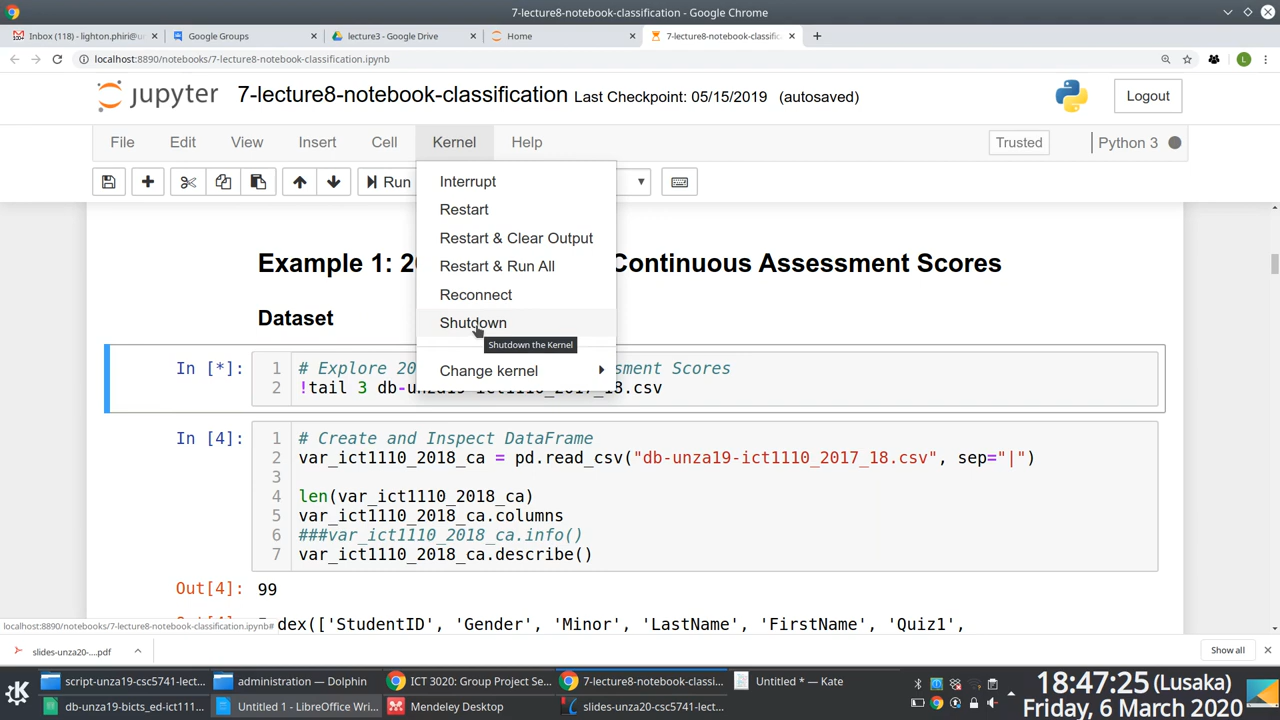 7-lecture8-notebook-classification - Google Chrome
Inbox (118) - lighton.phiri@u
Google Groups
lecture3 - Google Drive
Home
7-lecture8-notebook-classific
localhost:8890/notebooks/7-lecture8-notebook-classification.ipynb
L
jupyter 7-lecture8-notebook-classification Last Checkpoint: 05/15/2019 (autosaved)
Logout
File Edit View Insert Cell Kernel Help
Trusted
Python 3
Run
Interrupt
Restart
Restart & Clear Output
Restart & Run All
Reconnect
Shutdown
Shutdown the Kernel
Change kernel
Example 1: 20 Continuous Assessment Scores
Dataset
In [*]:
1 # Explore 20 sment Scores
2 !tail 3 db-unza19-ict1110_2017_18.csv
In [4]:
1 # Create and Inspect DataFrame
2 var_ict1110_2018_ca = pd.read_csv("db-unza19-ict1110_2017_18.csv", sep="|")
3
4 len(var_ict1110_2018_ca)
5 var_ict1110_2018_ca.columns
6 ###var_ict1110_2018_ca.info()
7 var_ict1110_2018_ca.describe()
Out[4]: 99
dex(['StudentID', 'Gender', 'Minor', 'LastName', 'FirstName', 'Quiz1',
localhost:8890/notebooks/7-lecture8-notebook-classification.ipynb#
slides-unza20-....pdf
Show all
script-unza19-csc5741-lect...
administration — Dolphin
ICT 3020: Group Project Se...
7-lecture8-notebook-classi...
Untitled * — Kate
db-unza19-bicts_ed-ict111...
Untitled 1 - LibreOffice Wri...
Mendeley Desktop
slides-unza20-csc5741-lect...
18:47:25 (Lusaka)
Friday, 6 March 2020